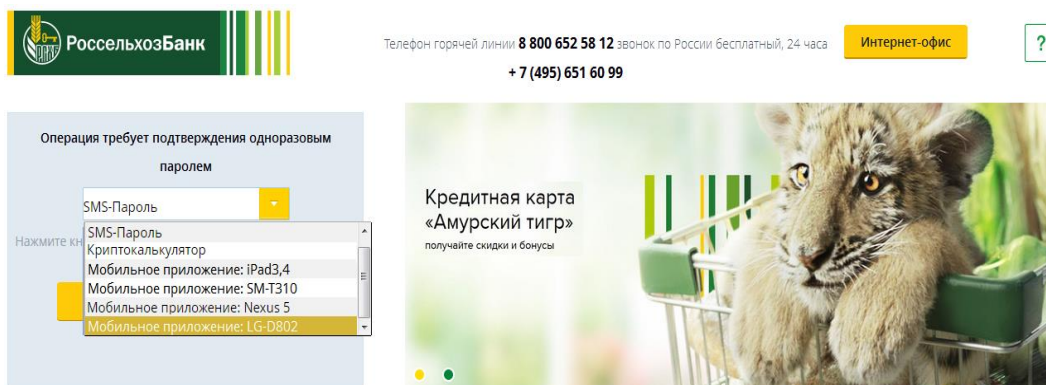 РоссельхозБанк
Телефон горячей линии 8 800 652 58 12 звонок по России бесплатный, 24 часа
+ 7 (495) 651 60 99
Интернет-офис
?
Операция требует подтверждения одноразовым
паролем
SMS-Пароль
Нажмите кн
SMS-Пароль
Криптокалькулятор
Мобильное приложение: iPad3,4
Мобильное приложение: SM-T310
Мобильное приложение: Nexus 5
Мобильное приложение: LG-D802
Кредитная карта
«Амурский тигр»
получайте скидки и бонусы